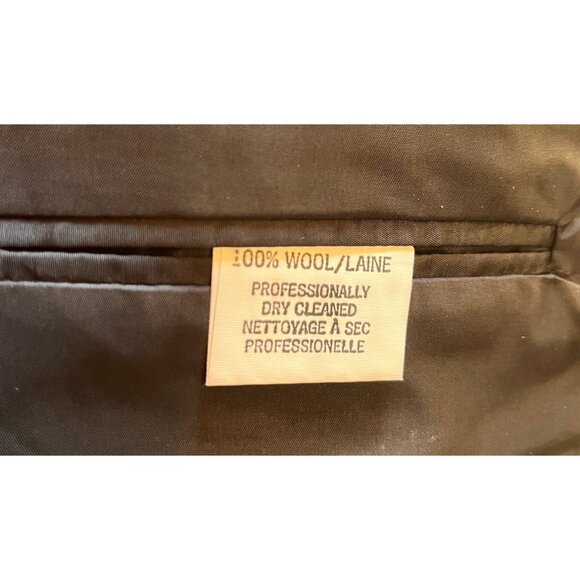 100% WOOL/LAINE
PROFESSIONALLY
DRY CLEANED
NETTOYAGE À SEC
PROFESSIONELLE